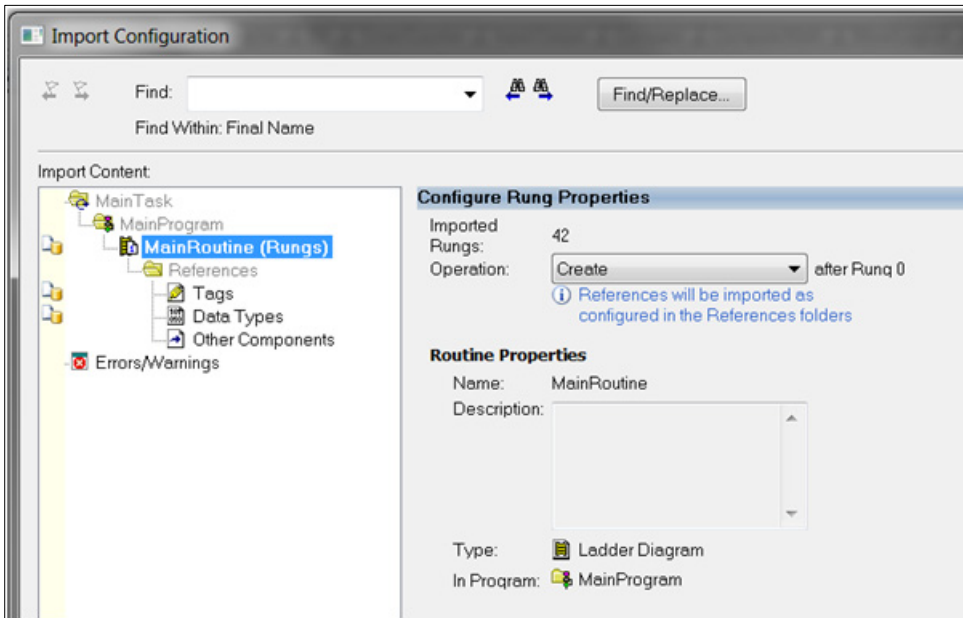 Import Configuration
Find:
Find/Replace...
Find Within: Final Name
Import Content:
MainTask
MainProgram
MainRoutine (Rungs)
References
Tags
Data Types
Other Components
Errors/Warnings
Configure Rung Properties
Imported
Rungs:
42
Operation:
Create
after Rung 0
References will be imported as
configured in the References folders
Routine Properties
Name:
MainRoutine
Description:
Type:
Ladder Diagram
In Program:
MainProgram